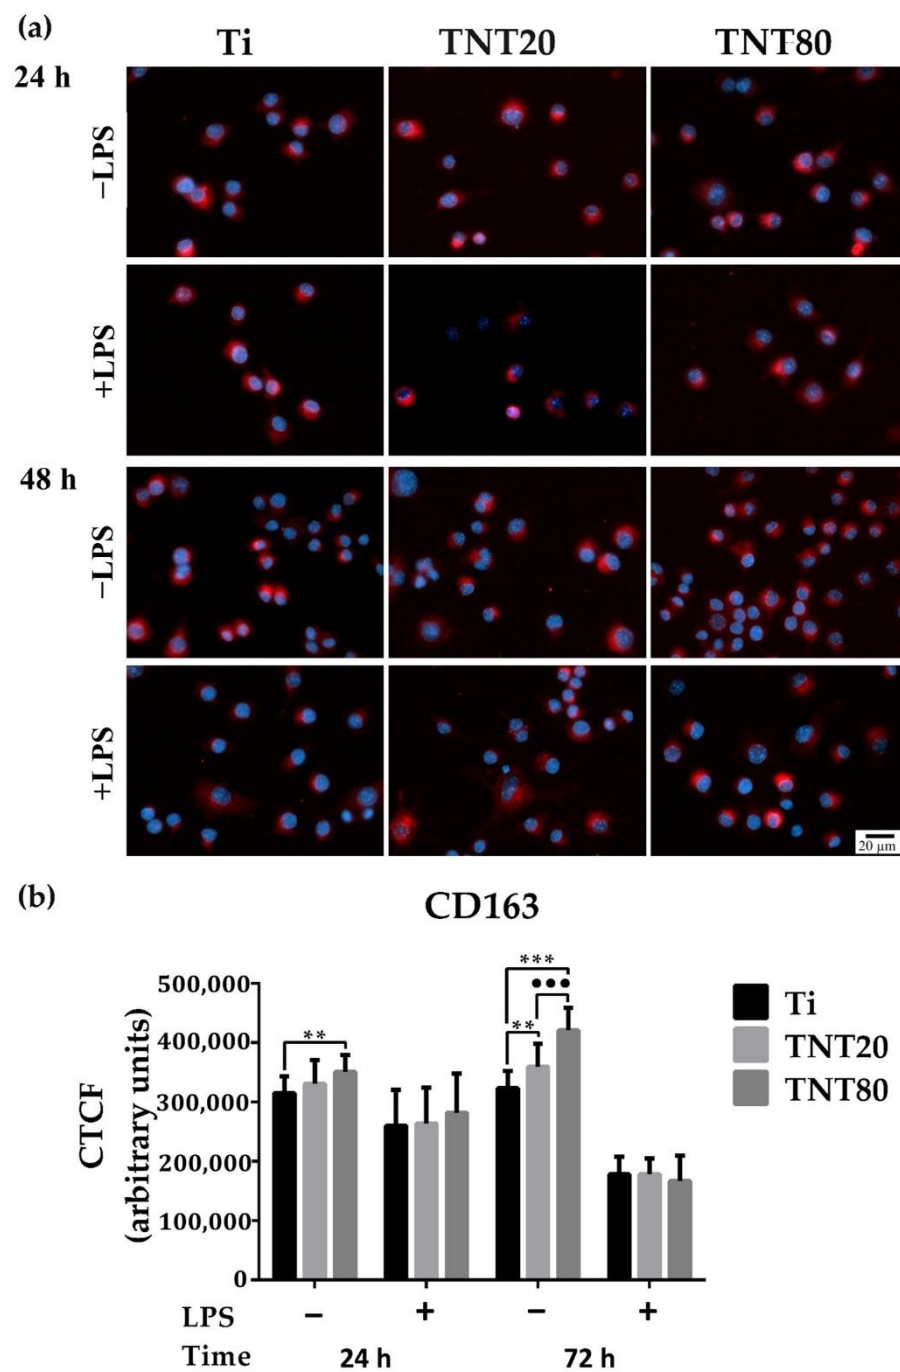 (a)
Ti TNT20 TNT80
24 h
−LPS
+LPS
48 h
−LPS
+LPS
20 µm
(b)
CD163
CTCF
(arbitrary units)
500,000
400,000
300,000
200,000
100,000
0
**
***
•••
**
Ti
TNT20
TNT80
LPS − + − +
Time 24 h 72 h